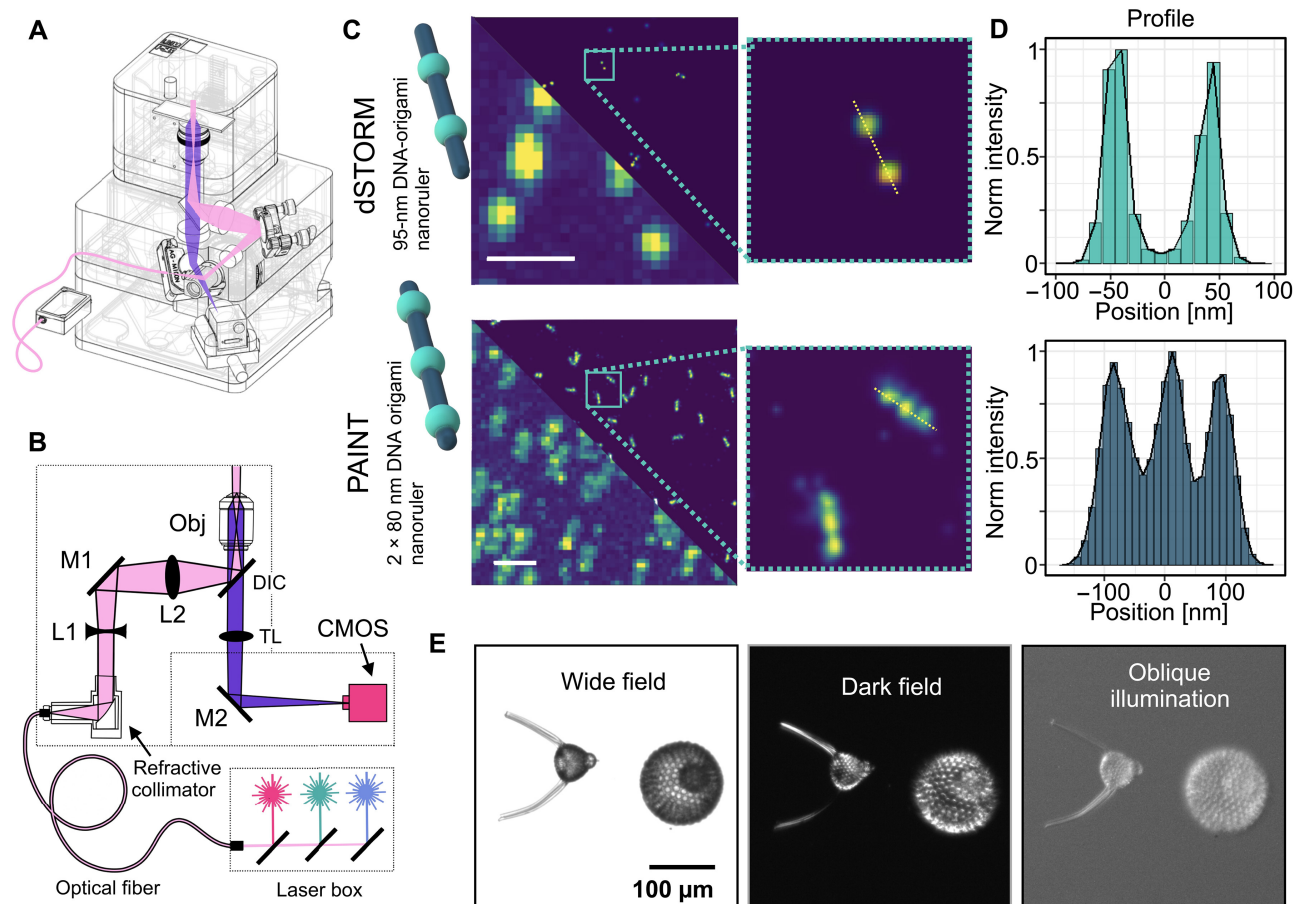 A
AG - MILTON
B
Obj
M1
DIC
L2
L1
TL
CMOS
M2
Refractive
collimator
Optical fiber
Laser box
C
dSTORM
95-nm DNA-origami
nanoruler
PAINT
2 × 80 nm DNA origami
nanoruler
D
Profile
Norm intensity
1
0.5
0
−100
−50
0
50
100
Position [nm]
Norm intensity
1
0.5
0
−100
0
100
Position [nm]
E
Wide field
100 µm
Dark field
Oblique
illumination